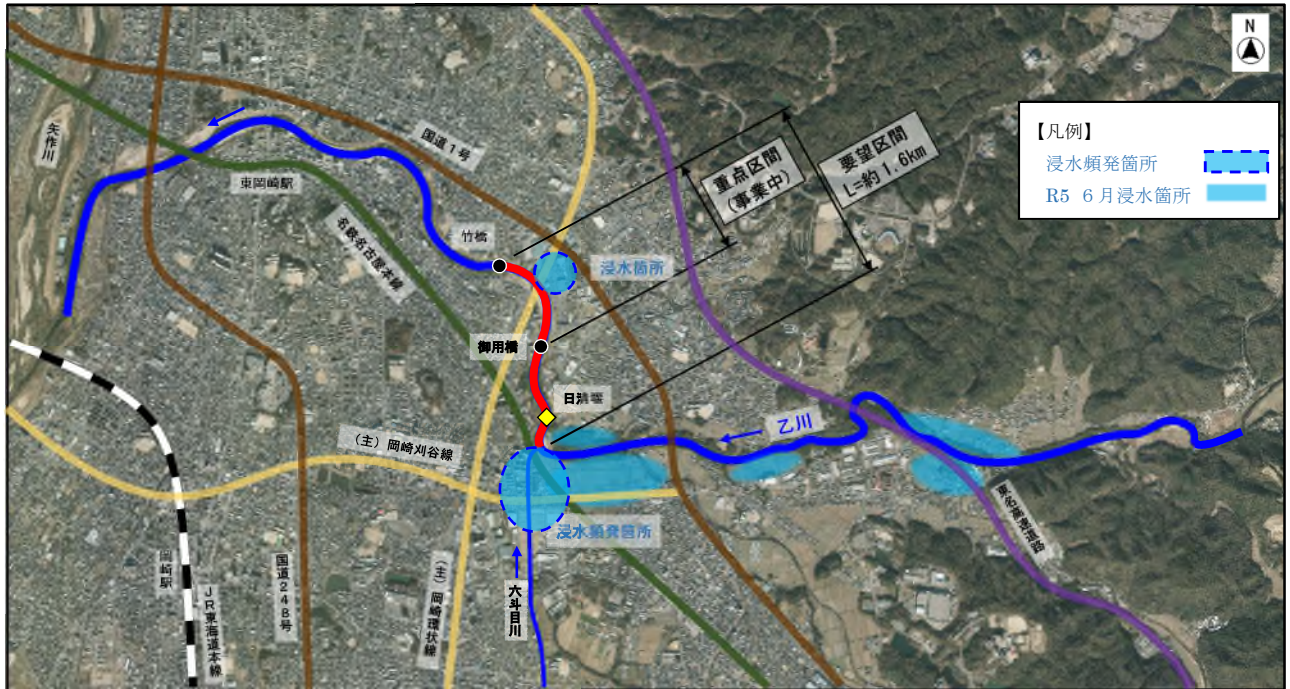 N
【凡例】
浸水頻発箇所
R5 6月浸水箇所
矢作川
国道1号
東岡崎駅
名鉄名古屋本線
竹橋
重点区間
(事業中)
要望区間
L=約1.6km
浸水箇所
御用橋
乙川
(主)岡崎刈谷線
浸水頻発箇所
東名高速道路
岡崎駅
JR東海道本線
国道248号
(主)岡崎環状線
六斗目川